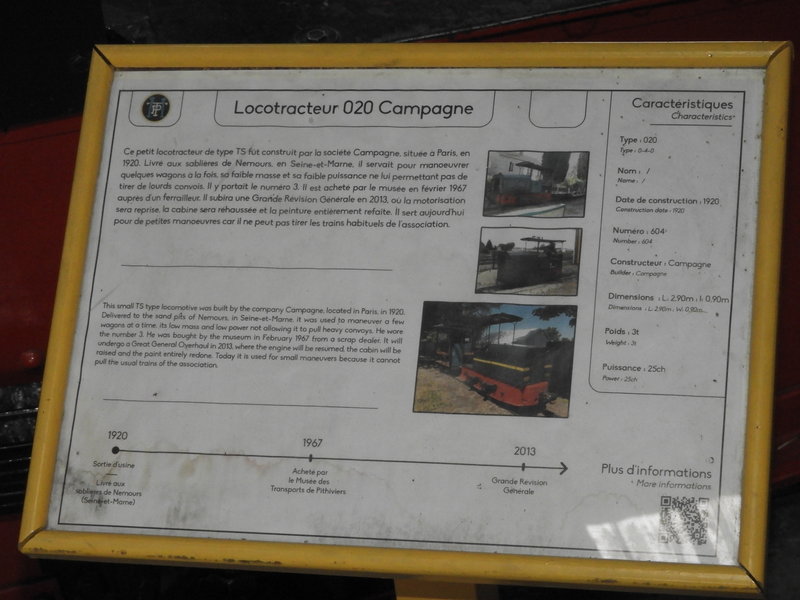 Locotracteur 020 Campagne
Ce petit locotracteur de type TS fut construit par la société Campagne, située à Paris, en
1920. Livré aux sablières de Nemours, en Seine-et-Marne, il servait pour manoeuvrer
quelques wagons à la fois, sa faible masse et sa faible puissance ne lui permettant pas de
tirer de lourds convois. Il y portait le numéro 3. Il est acheté par le musée en février 1967
auprès d'un ferrailleur. Il subira une Grande Révision Générale en 2013, où la motorisation
sera reprise, la cabine sera réhaussée et la peinture entièrement refaite. Il sert aujourd'hui
pour de petites manoeuvres car il ne peut pas tirer les trains habituels de l'association.
This small TS type locomotive was built by the company Campagne, located in Paris, in 1920.
Delivered to the sand pits of Nemours, in Seine-et-Marne, it was used to maneuver a few
wagons at a time, its low mass and low power not allowing it to pull heavy convoys. He wore
the number 3. He was bought by the museum in February 1967 from a scrap dealer. It will
undergo a Great General Overhaul in 2013, where the engine will be resumed, the cabin will be
raised and the paint entirely redone. Today it is used for small maneuvers because it cannot
pull the usual trains of the association.
1920
Sortie d'usine
Livré aux
sablières de Nemours
(Seine-et-Marne)
1967
Acheté par
le Musée des
Transports de Pithiviers
2013
Grande Révision
Générale
Caractéristiques
Characteristics
Type : 020
Type : 0-4-0
Nom : /
Name : /
Date de construction : 1920
Construction date : 1920
Numéro : 604
Number : 604
Constructeur : Campagne
Builder : Campagne
Dimensions : L: 2,90m ; l: 0,90m
Dimensions : L: 2,90m ; W: 0,90m
Poids : 3t
Weight : 3t
Puissance : 25ch
Power : 25ch
Plus d'informations
More informations